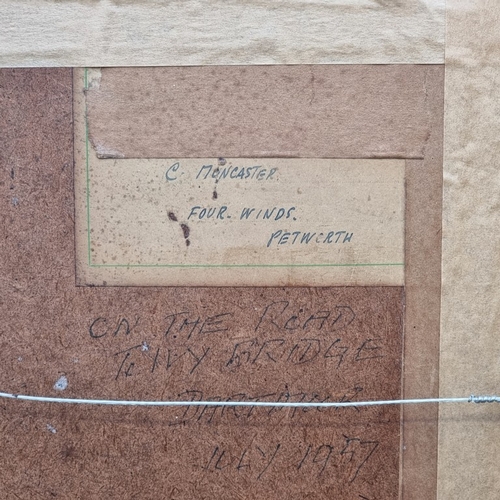 C MONCASTER.
FOUR-WINDS.
PETWORTH
ON THE ROAD
To IVY BRIDGE
DARTMOOR
JULY 1957